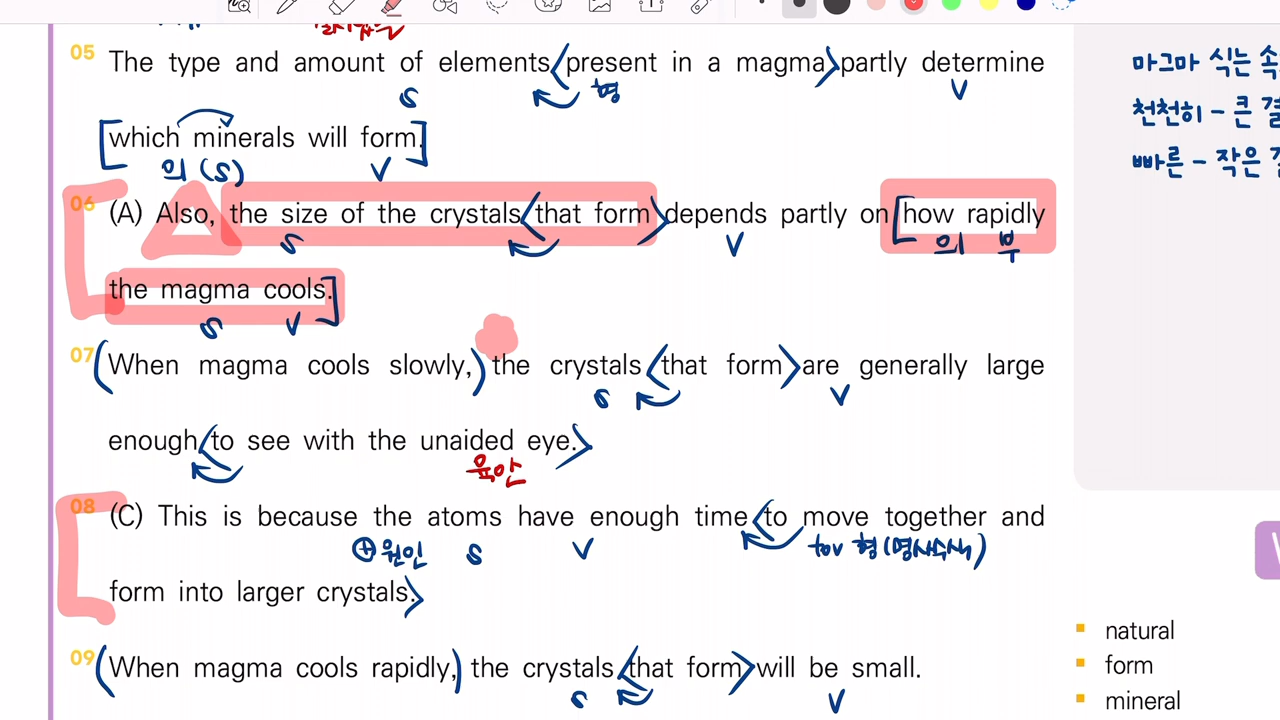 05 The type and amount of elements present in a magma partly determine
S 형 V
which minerals will form.
의 (S) V
06 (A) Also, the size of the crystals that form depends partly on how rapidly
S V 의 부
the magma cools.
S V
07 When magma cools slowly, the crystals that form are generally large
S V
enough to see with the unaided eye.
육안
08 (C) This is because the atoms have enough time to move together and
+원인 S V toV 형(명사수식)
form into larger crystals.
09 When magma cools rapidly, the crystals that form will be small.
S V
마그마 식는 속
천천히 - 큰 결
빠른 - 작은 결
natural
form
mineral